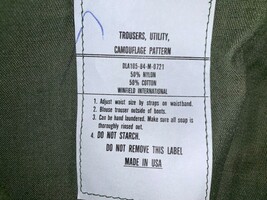 TROUSERS, UTILITY,
CAMOUFLAGE PATTERN
DLA105-84-M-0721
50% NYLON
50% COTTON
WINFIELD INTERNATIONAL
1. Adjust waist size by straps on waistband.
2. Blouse trouser outside of boots.
3. Can be hand laundered. Make sure all soap is
thoroughly rinsed out.
4. DO NOT STARCH.
DO NOT REMOVE THIS LABEL
MADE IN USA